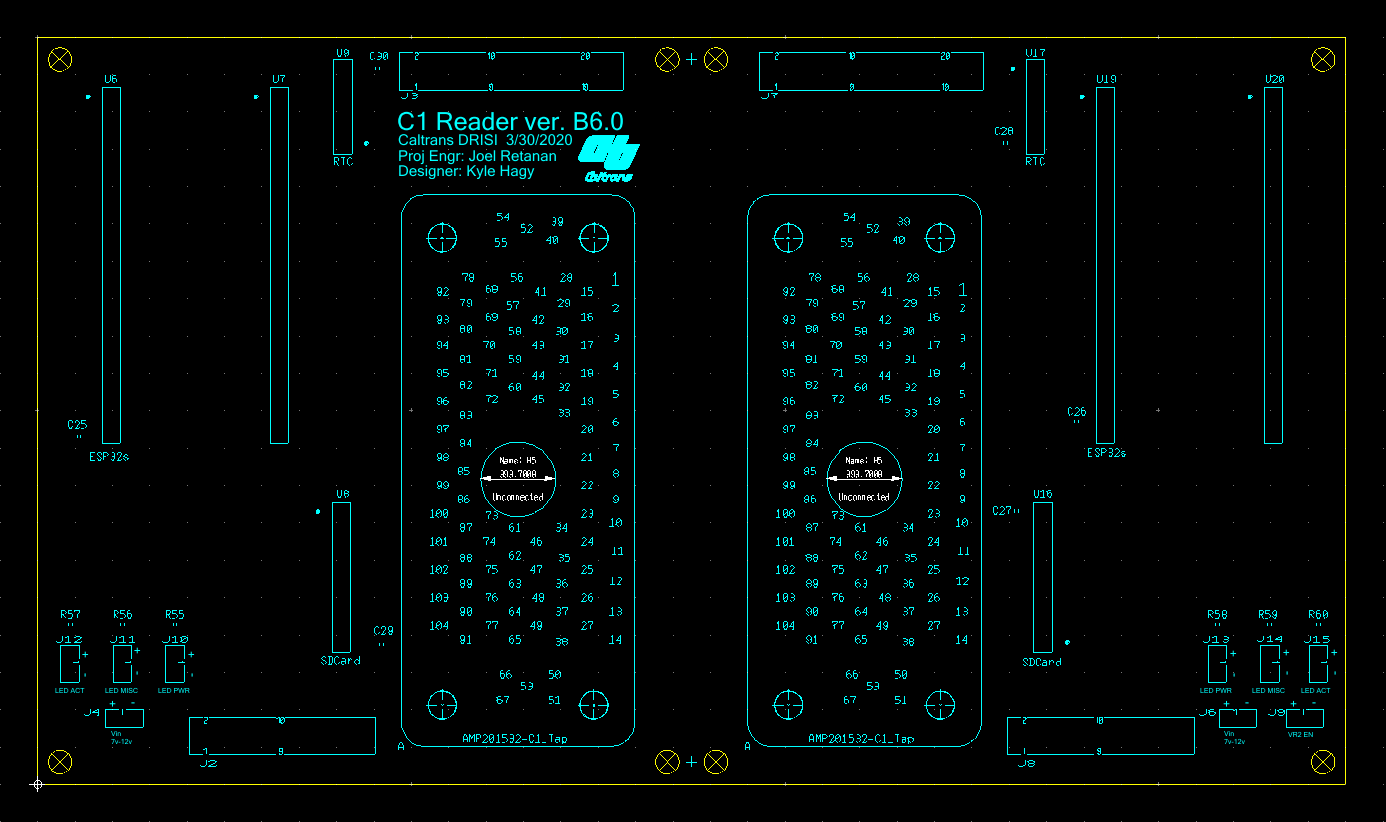 U9
C30
2 10 20
1 9 19
J3
2 10 20
1 9 19
J7
U17
U6
U7
U19
U20
RTC
C28
RTC
C1 Reader ver. B6.0
Caltrans DRISI 3/30/2020
Proj Engr: Joel Retanan
Designer: Kyle Hagy
Caltrans
54 52 39
55 40
78 56 28 1
92 68 41 15
79 57 29 2
93 69 42 16
80 58 30 3
94 70 43 17
81 59 31 4
95 71 44 18
82 60 32 5
96 72 45 19
83 33 6
97 20
84 7
98 21
85 8
99 22
86 9
100 73 23
87 61 34 10
101 74 46 24
88 62 35 11
102 75 47 25
89 63 36 12
103 76 48 26
90 64 37 13
104 77 49 27
91 65 38 14
66 50
53
67 51
Name: H5
393.7008
Unconnected
A
AMP201532-C1_Tap
54 52 39
55 40
78 56 28 1
92 68 41 15
79 57 29 2
93 69 42 16
80 58 30 3
94 70 43 17
81 59 31 4
95 71 44 18
82 60 32 5
96 72 45 19
83 33 6
97 20
84 7
98 21
85 8
99 22
86 9
100 73 23
87 61 34 10
101 74 46 24
88 62 35 11
102 75 47 25
89 63 36 12
103 76 48 26
90 64 37 13
104 77 49 27
91 65 38 14
66 50
53
67 51
Name: H5
393.7008
Unconnected
A
AMP201532-C1_Tap
C25
ESP32s
C26
ESP32s
U8
C29
SDCard
U16
C27
SDCard
R57 R56 R55
J12 J11 J10
+ + +
- - -
LED ACT LED MISC LED PWR
J4
+ -
Vin
7v-12v
2 10
1 9
J2
R58 R59 R60
J13 J14 J15
+ + +
- - -
LED PWR LED MISC LED ACT
J6
+ -
Vin
7v-12v
J9
+ -
VR2 EN
2 10
1 9
J8